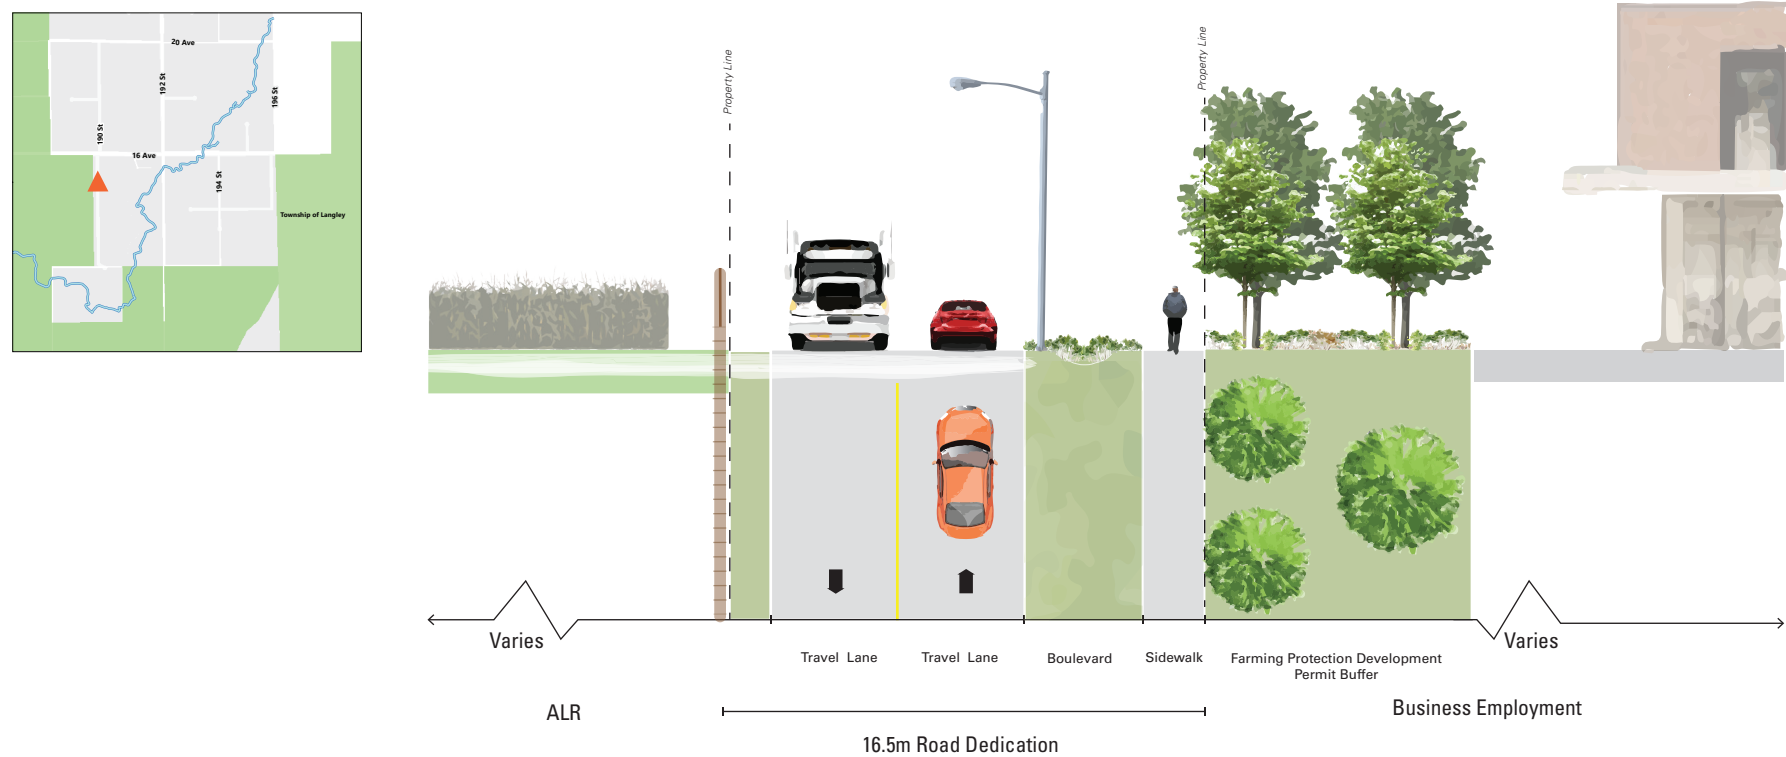 20 Ave
192 St
196 St
190 St
16 Ave
194 St
Township of Langley
Property Line
Property Line
Varies
Varies
Travel Lane
Travel Lane
Boulevard
Sidewalk
Farming Protection Development
Permit Buffer
ALR
Business Employment
16.5m Road Dedication